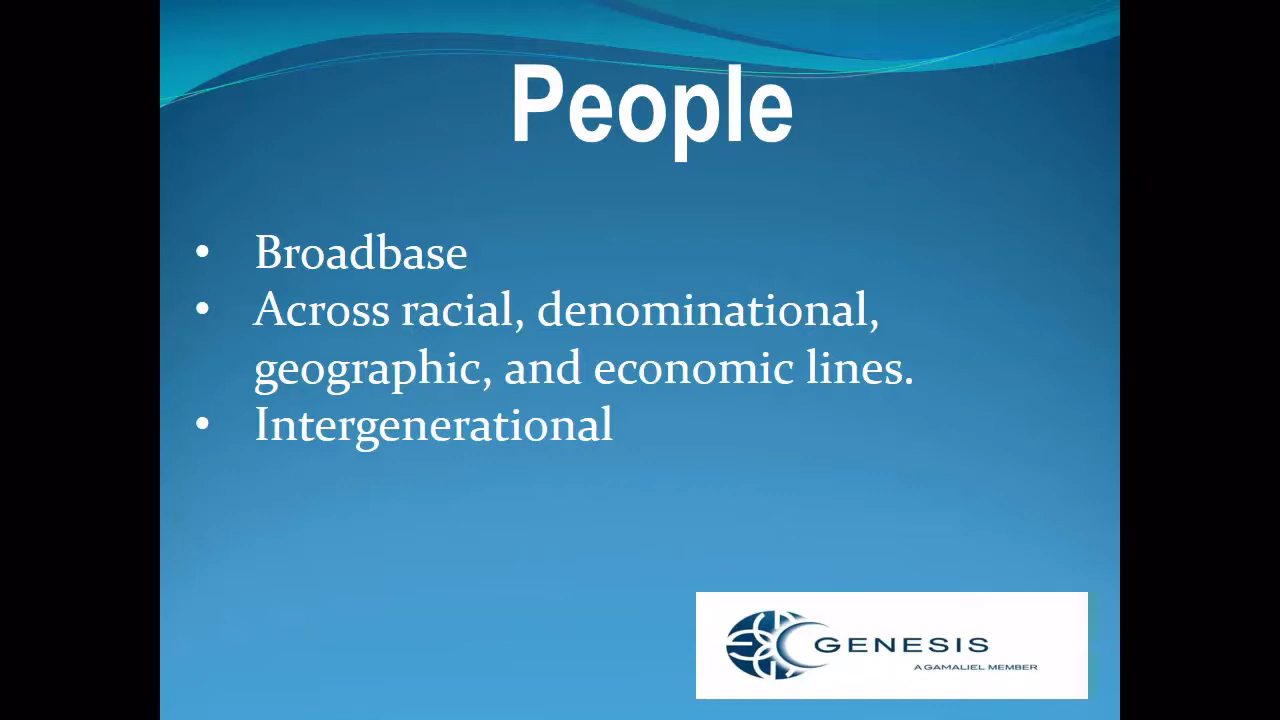 People
• Broadbase
• Across racial, denominational,
geographic, and economic lines.
• Intergenerational
GENESIS
A GAMALIEL MEMBER